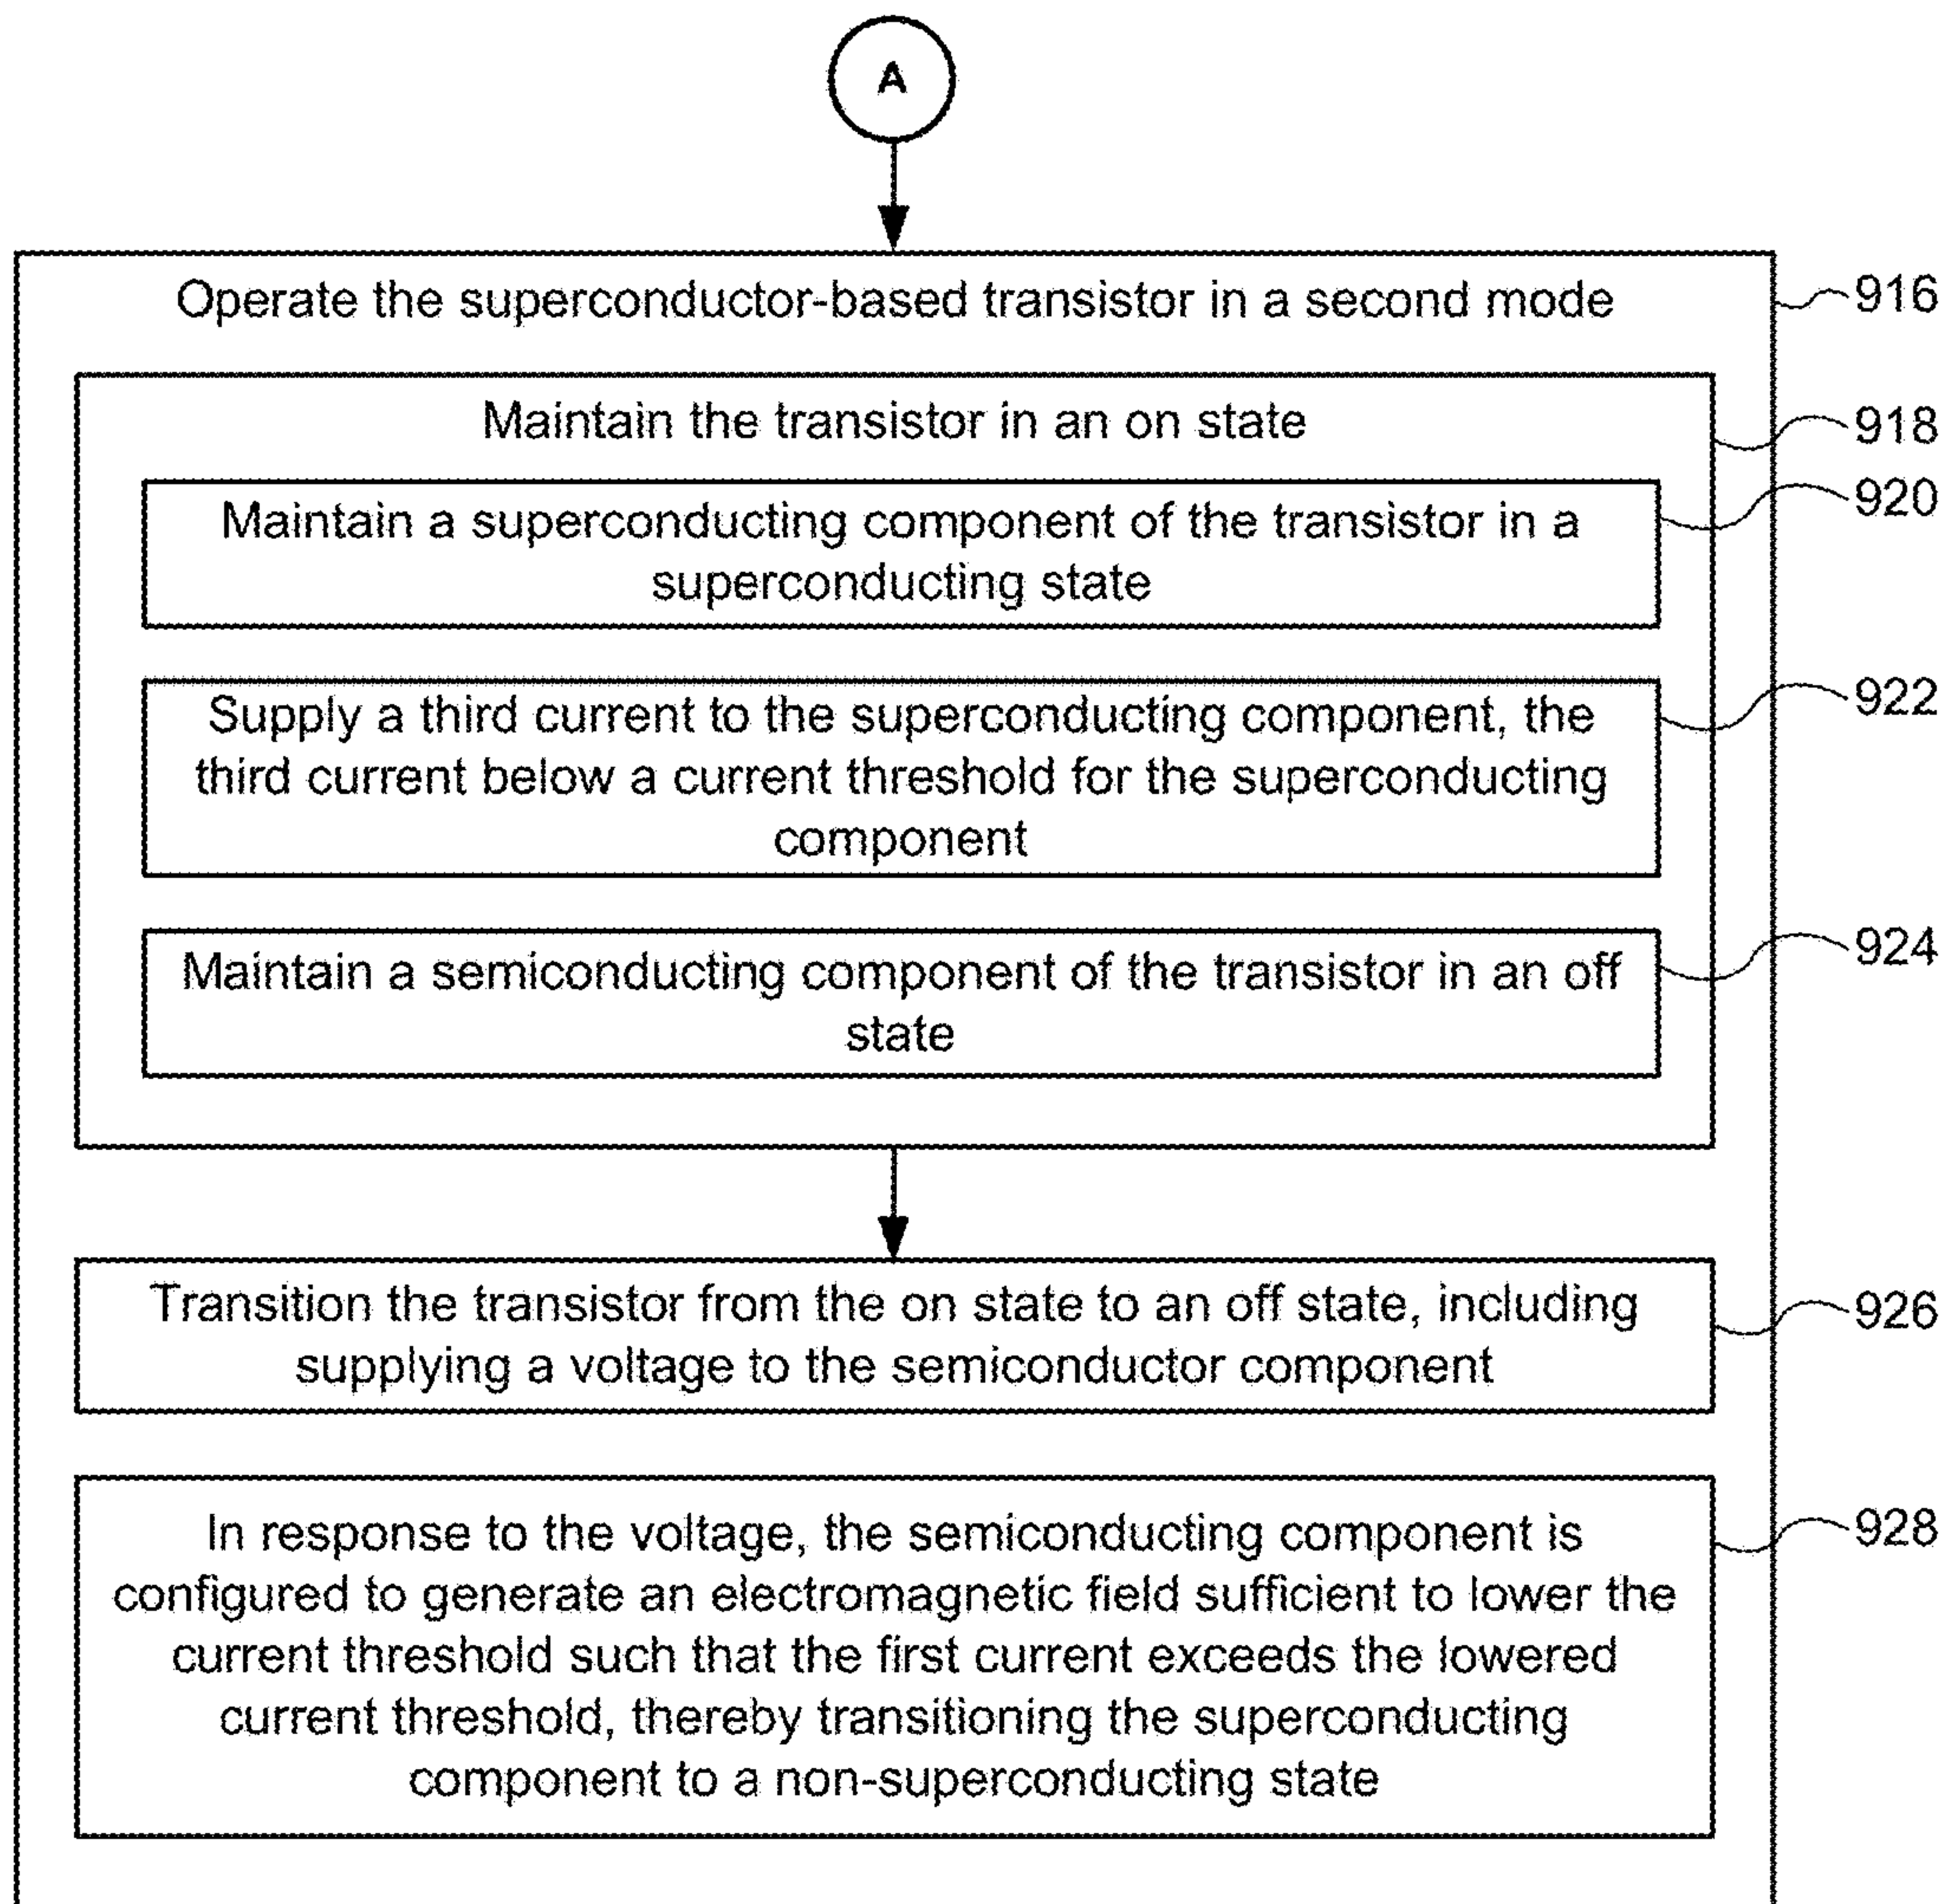 A
Operate the superconductor-based transistor in a second mode
916
Maintain the transistor in an on state
918
Maintain a superconducting component of the transistor in a
superconducting state
920
Supply a third current to the superconducting component, the
third current below a current threshold for the superconducting
component
922
Maintain a semiconducting component of the transistor in an off
state
924
Transition the transistor from the on state to an off state, including
supplying a voltage to the semiconductor component
926
In response to the voltage, the semiconducting component is
configured to generate an electromagnetic field sufficient to lower the
current threshold such that the first current exceeds the lowered
current threshold, thereby transitioning the superconducting
component to a non-superconducting state
928